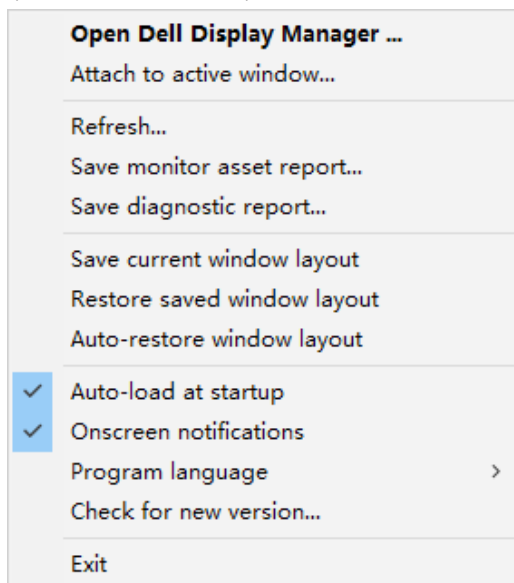 Open Dell Display Manager ...
Attach to active window...
Refresh...
Save monitor asset report...
Save diagnostic report...
Save current window layout
Restore saved window layout
Auto-restore window layout
Auto-load at startup
Onscreen notifications
Program language
Check for new version...
Exit